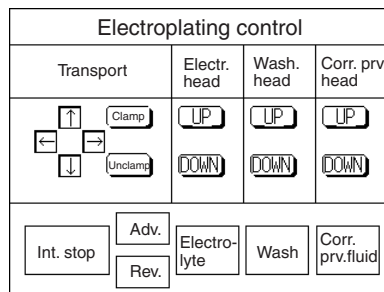 Electroplating control
Transport
Electr.
head
Wash.
head
Corr. prv
head
↑
Clamp
UP
UP
UP
← →
↓
Unclamp
DOWN
DOWN
DOWN
Int. stop
Adv.
Rev.
Electro-
lyte
Wash
Corr.
prv.fluid